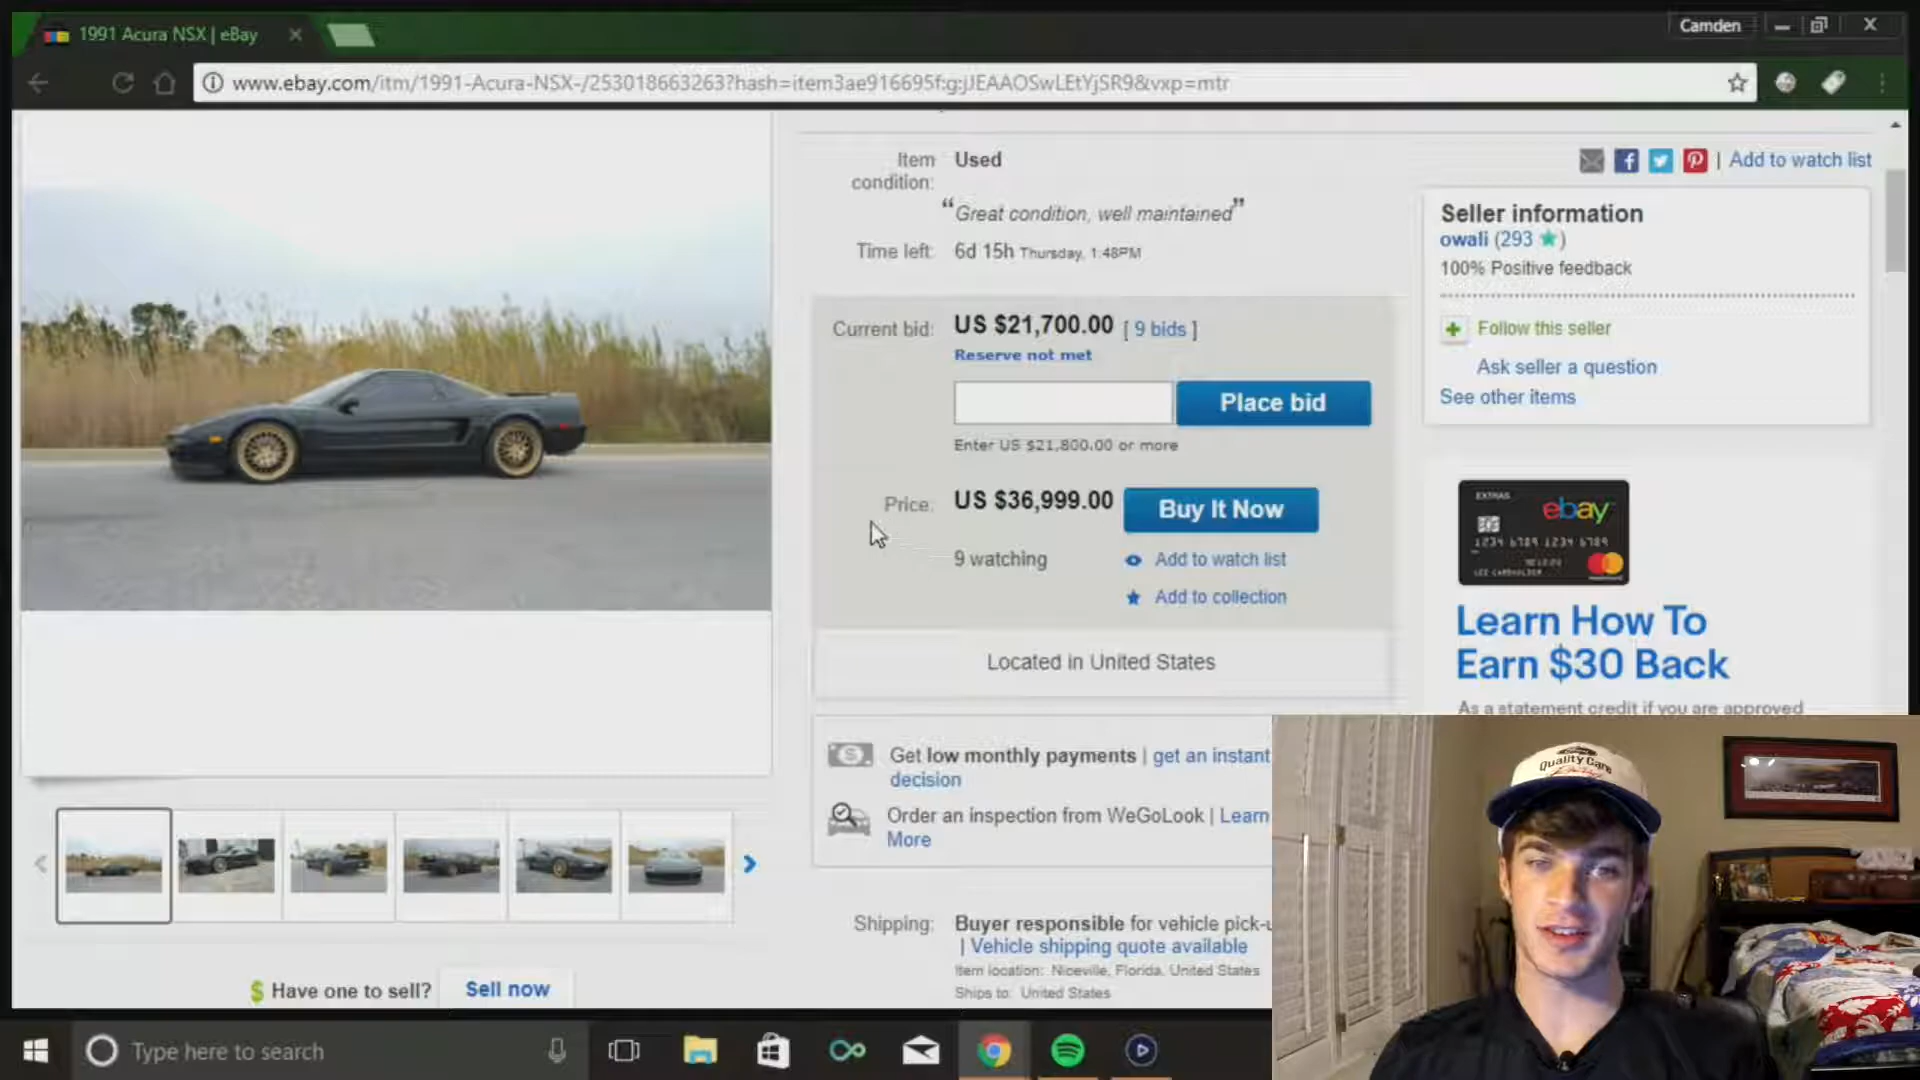 1991 Acura NSX | eBay
Camden
www.ebay.com/itm/1991-Acura-NSX-/253018663263?hash=item3ae916695f:g:jJEAAOSwLEtYjSR9&vxp=mtr
Item condition:
Used
"Great condition, well maintained"
Time left:
6d 15h Thursday, 1:48PM
Current bid:
US $21,700.00 [ 9 bids ]
Reserve not met
Place bid
Enter US $21,800.00 or more
Price:
US $36,999.00
Buy It Now
9 watching
Add to watch list
Add to collection
Located in United States
Get low monthly payments | get an instant
decision
Order an inspection from WeGoLook | Learn
More
Shipping:
Buyer responsible for vehicle pick-
| Vehicle shipping quote available
Item location: Niceville, Florida, United States
Ships to: United States
| Add to watch list
Seller information
owali (293 )
100% Positive feedback
Follow this seller
Ask seller a question
See other items
EXTRAS
ebay
1234 6789 1234 6789
LEE CARDHOLDER
Learn How To
Earn $30 Back
As a statement credit if you are approved
Have one to sell?
Sell now
Quality Care
Type here to search